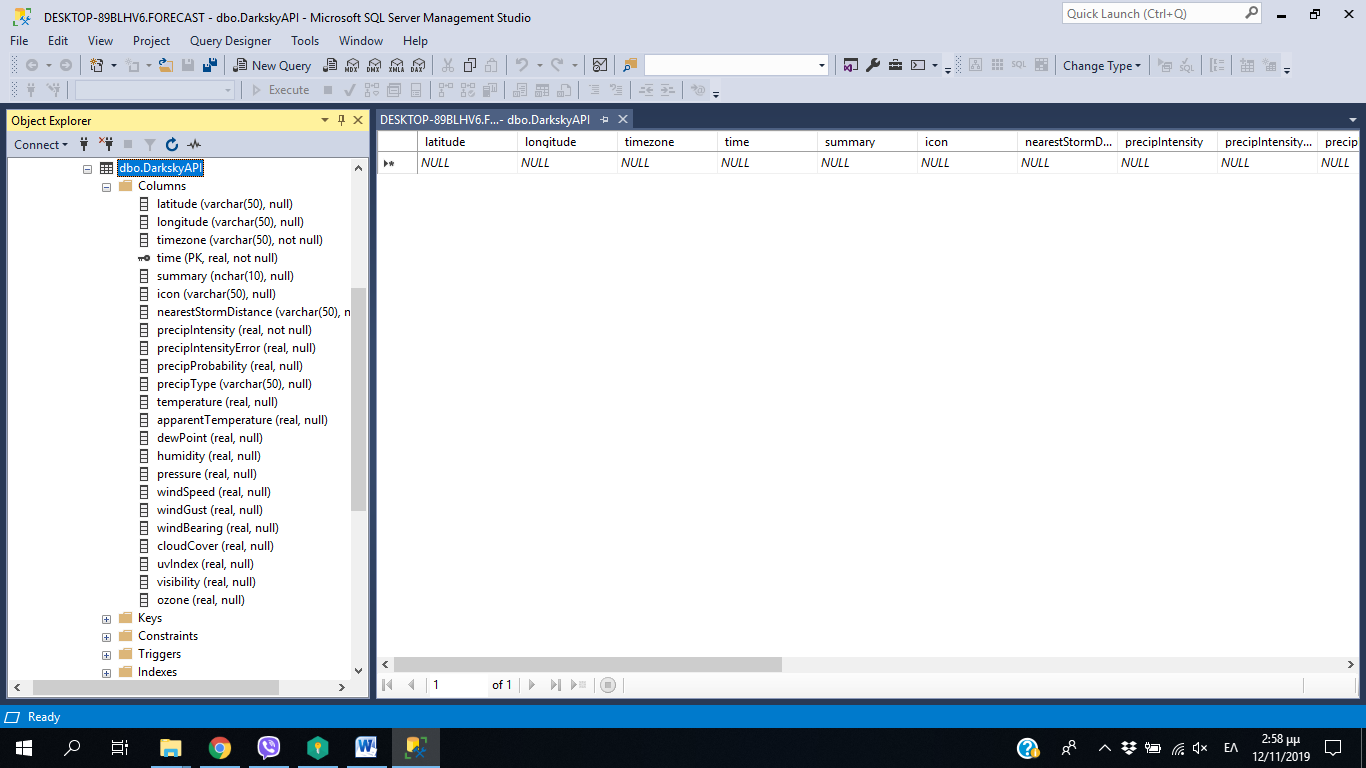 DESKTOP-89BLHV6.FORECAST - dbo.DarkskyAPI - Microsoft SQL Server Management Studio
Quick Launch (Ctrl+Q)
File Edit View Project Query Designer Tools Window Help
New Query MDX DMX XMLA DAX SQL Change Type
Execute
Object Explorer
Connect
dbo.DarkskyAPI
Columns
latitude (varchar(50), null)
longitude (varchar(50), null)
timezone (varchar(50), not null)
time (PK, real, not null)
summary (nchar(10), null)
icon (varchar(50), null)
nearestStormDistance (varchar(50), n
precipIntensity (real, not null)
precipIntensityError (real, null)
precipProbability (real, null)
precipType (varchar(50), null)
temperature (real, null)
apparentTemperature (real, null)
dewPoint (real, null)
humidity (real, null)
pressure (real, null)
windSpeed (real, null)
windGust (real, null)
windBearing (real, null)
cloudCover (real, null)
uvIndex (real, null)
visibility (real, null)
ozone (real, null)
Keys
Constraints
Triggers
Indexes
DESKTOP-89BLHV6.F...- dbo.DarkskyAPI
latitude longitude timezone time summary icon nearestStormD... precipIntensity precipIntensity... precip
NULL NULL NULL NULL NULL NULL NULL NULL NULL NULL
1 of 1
Ready
ΕΛ
2:58 μμ
12/11/2019